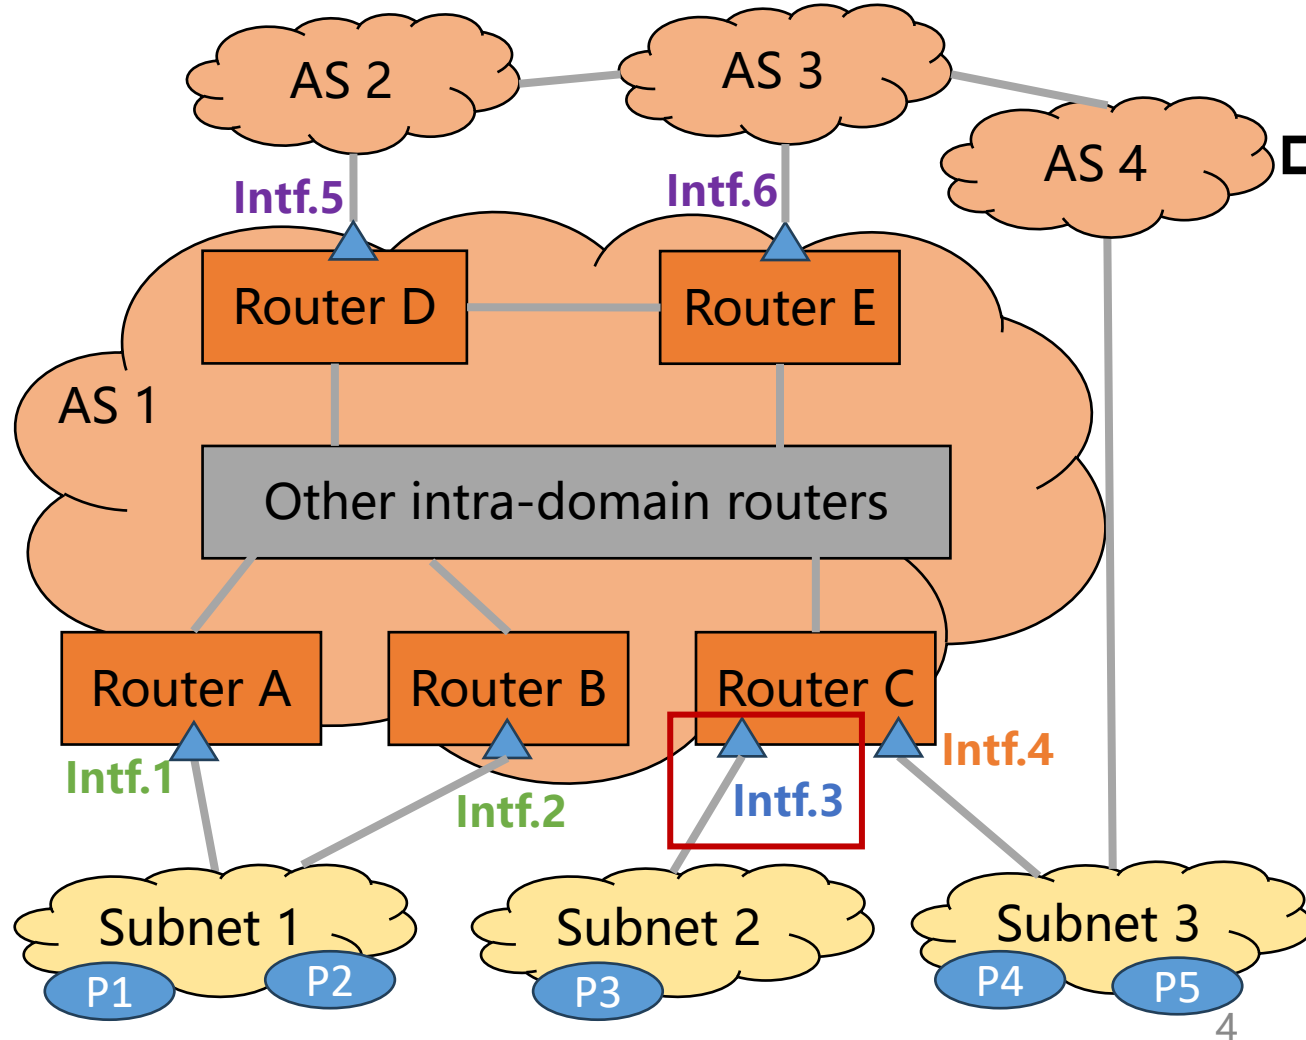 AS 2
AS 3
AS 4
Intf.5
Intf.6
Router D
Router E
AS 1
Other intra-domain routers
Router A
Router B
Router C
Intf.1
Intf.2
Intf.3
Intf.4
Subnet 1
Subnet 2
Subnet 3
P1
P2
P3
P4
P5
4